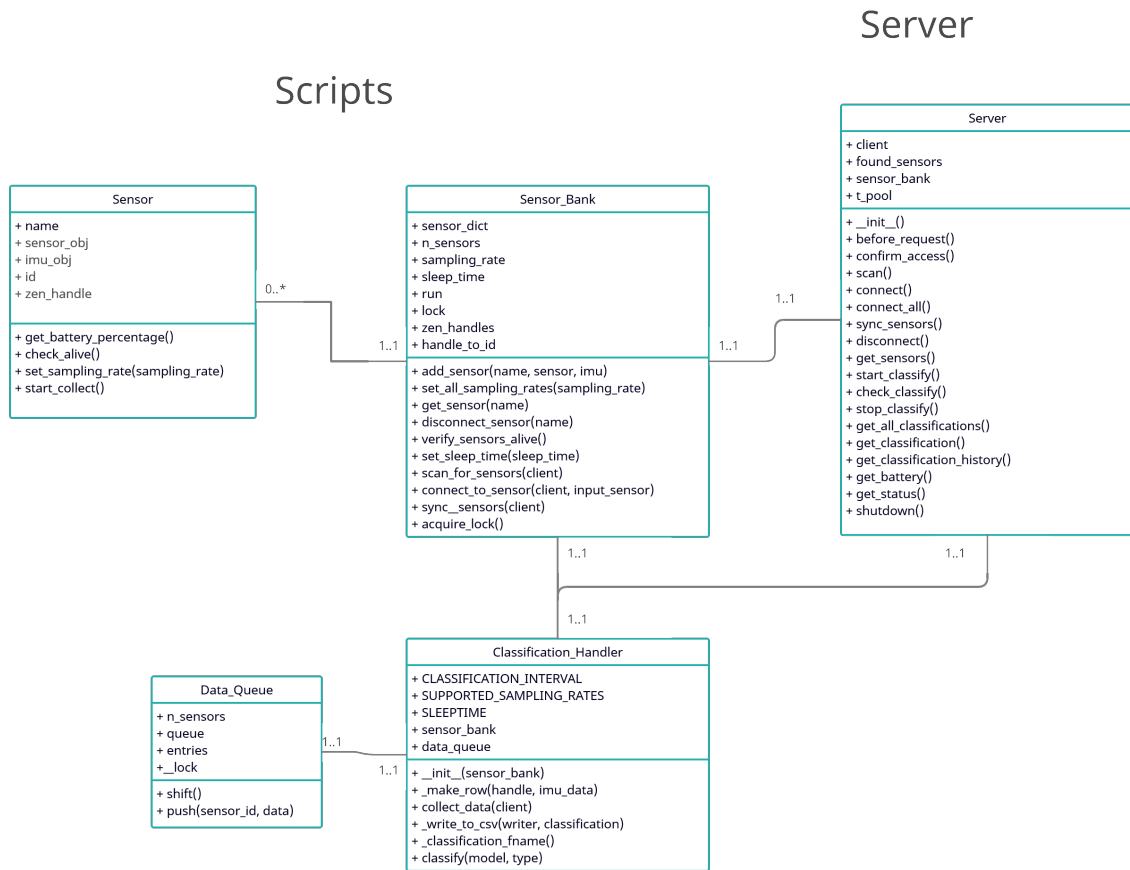 Server
Scripts
Server
+ client
+ found_sensors
+ sensor_bank
+ t_pool
+ __init__()
+ before_request()
+ confirm_access()
+ scan()
+ connect()
+ connect_all()
+ sync_sensors()
+ disconnect()
+ get_sensors()
+ start_classify()
+ check_classify()
+ stop_classify()
+ get_all_classifications()
+ get_classification()
+ get_classification_history()
+ get_battery()
+ get_status()
+ shutdown()
Sensor
+ name
+ sensor_obj
+ imu_obj
+ id
+ zen_handle
+ get_battery_percentage()
+ check_alive()
+ set_sampling_rate(sampling_rate)
+ start_collect()
0..*
1..1
Sensor_Bank
+ sensor_dict
+ n_sensors
+ sampling_rate
+ sleep_time
+ run
+ lock
+ zen_handles
+ handle_to_id
+ add_sensor(name, sensor, imu)
+ set_all_sampling_rates(sampling_rate)
+ get_sensor(name)
+ disconnect_sensor(name)
+ verify_sensors_alive()
+ set_sleep_time(sleep_time)
+ scan_for_sensors(client)
+ connect_to_sensor(client, input_sensor)
+ sync__sensors(client)
+ acquire_lock()
1..1
1..1
1..1
1..1
1..1
Classification_Handler
+ CLASSIFICATION_INTERVAL
+ SUPPORTED_SAMPLING_RATES
+ SLEEPTIME
+ sensor_bank
+ data_queue
+ __init__(sensor_bank)
+ _make_row(handle, imu_data)
+ collect_data(client)
+ _write_to_csv(writer, classification)
+ _classification_fname()
+ classify(model, type)
Data_Queue
+ n_sensors
+ queue
+ entries
+__lock
+ shift()
+ push(sensor_id, data)
1..1
1..1